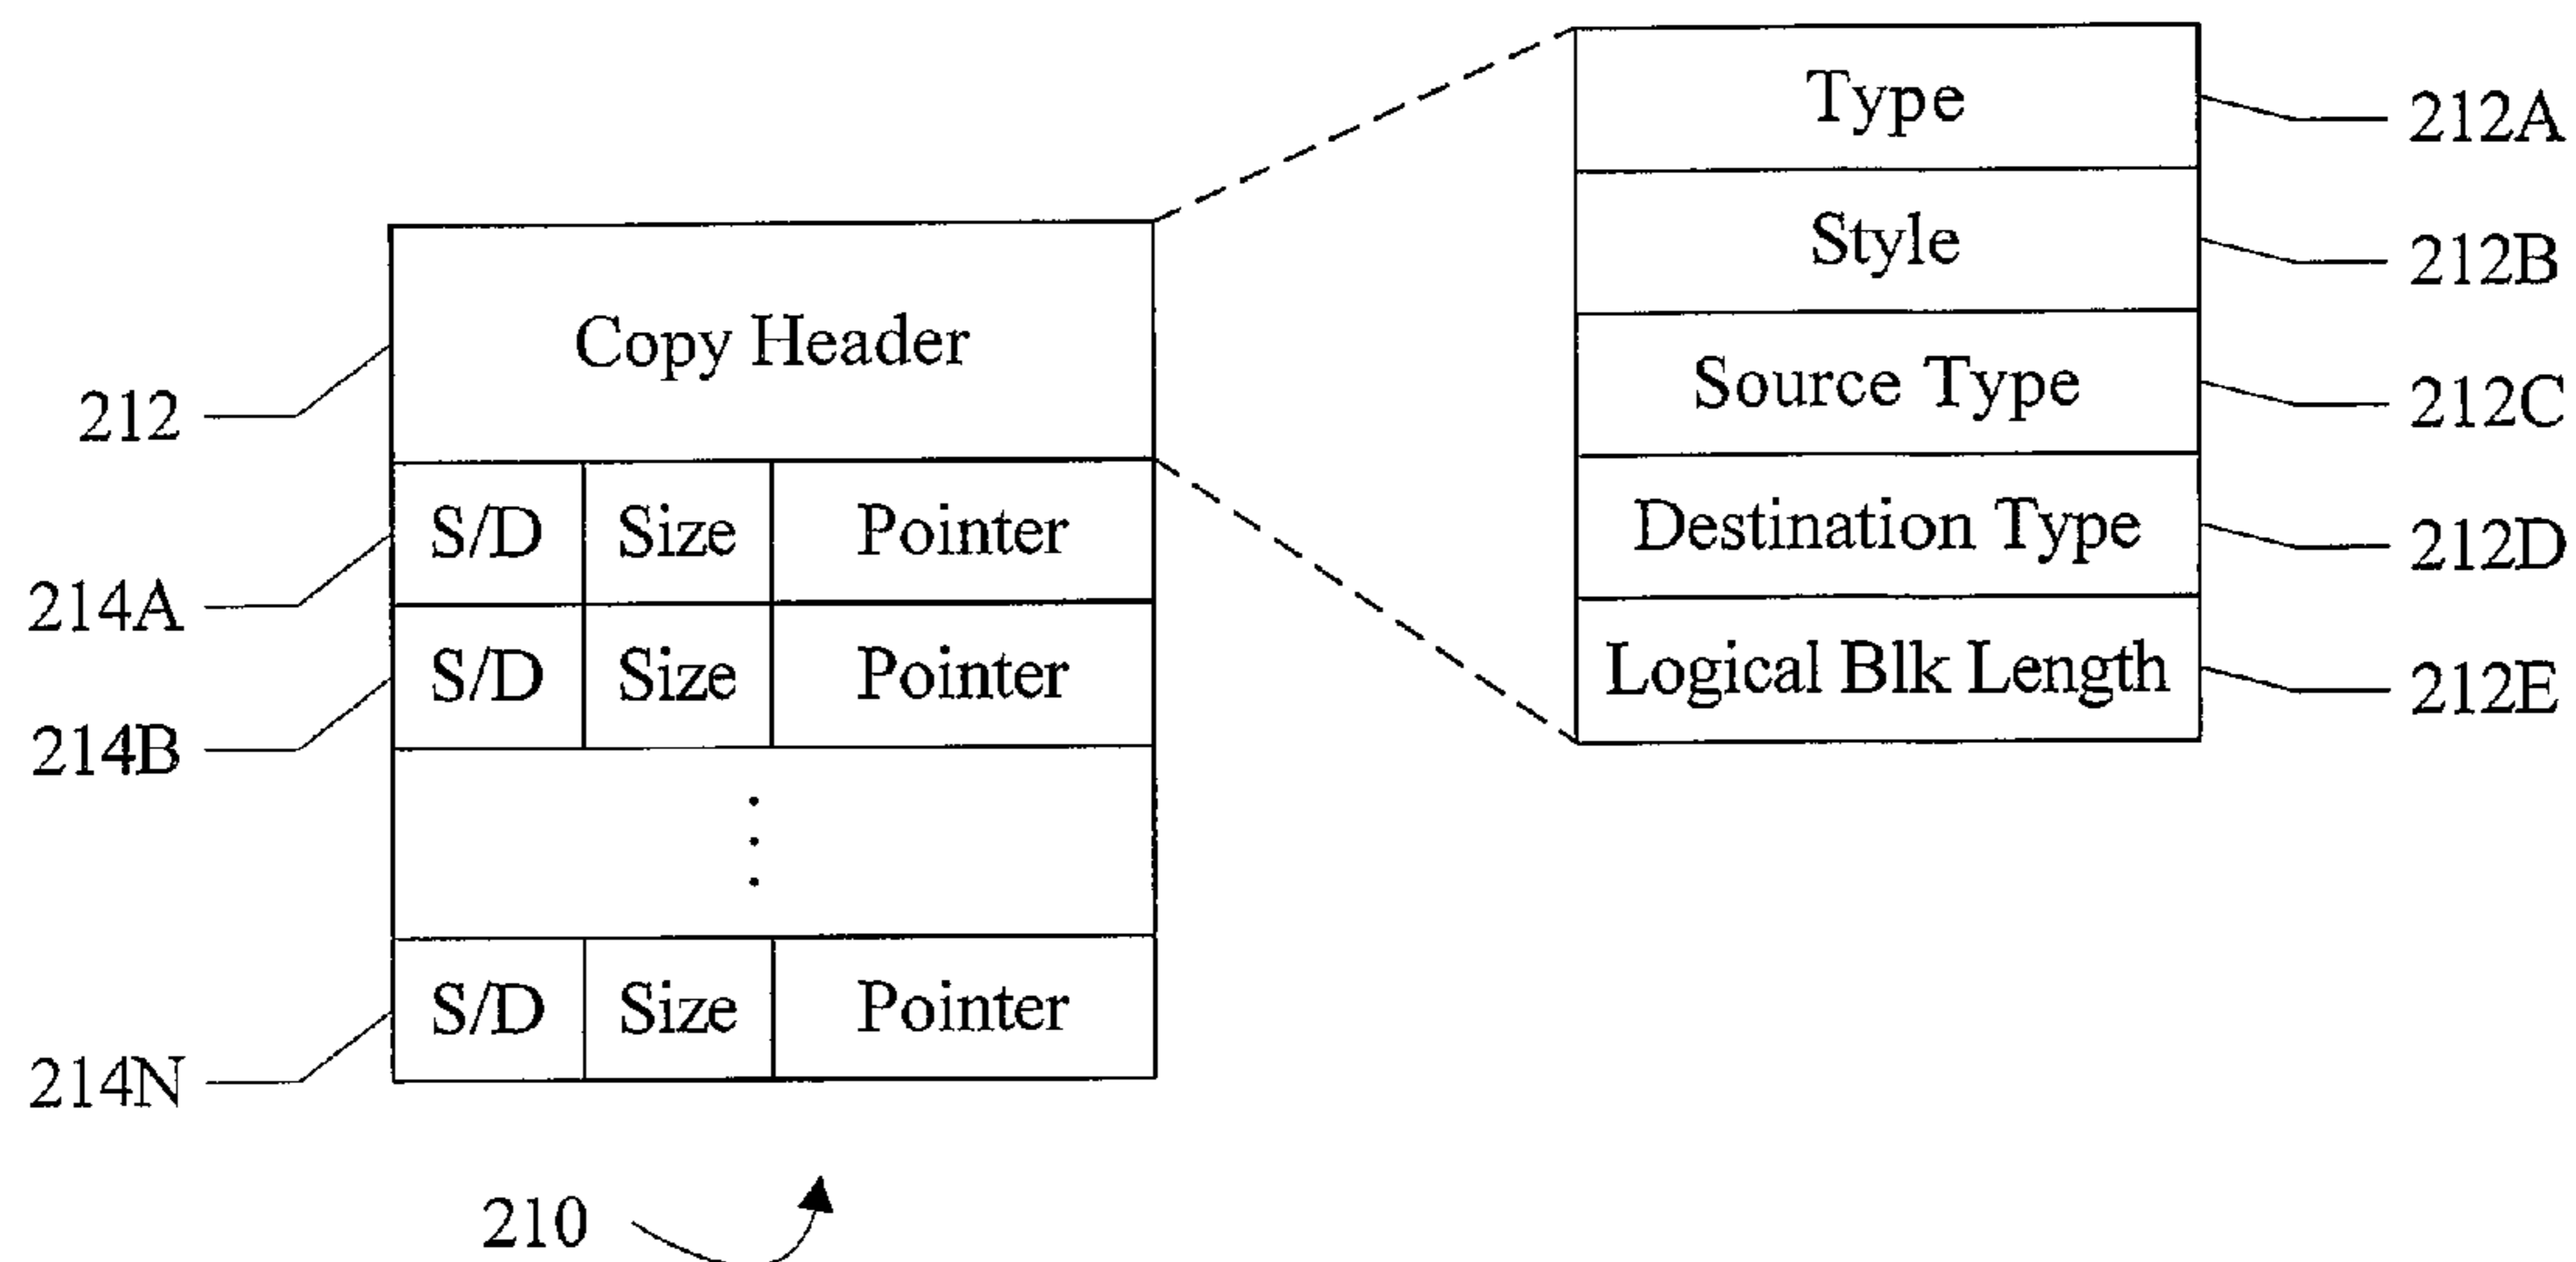 Type 212A
Style 212B
Source Type 212C
Destination Type 212D
Logical Blk Length 212E
Copy Header
212
S/D Size Pointer
214A
S/D Size Pointer
214B
S/D Size Pointer
214N
210